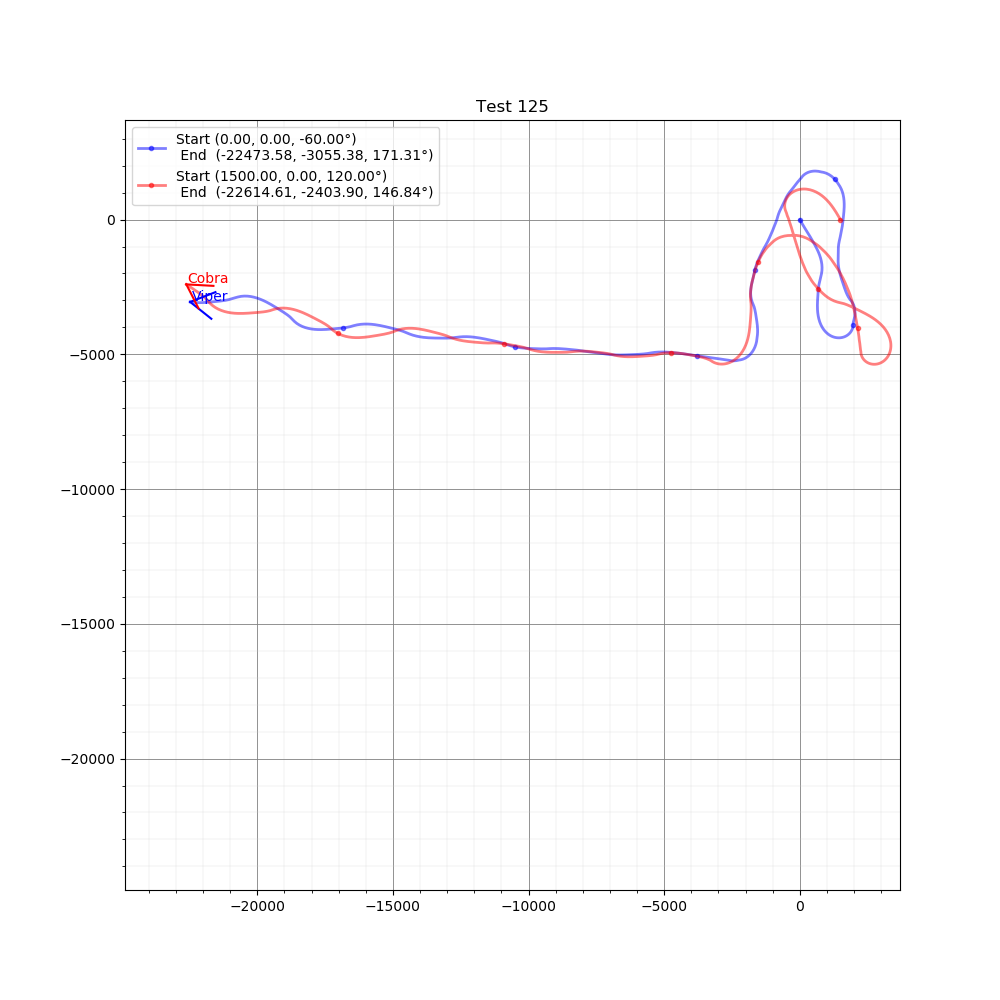 Test 125
Start (0.00, 0.00, -60.00°)
End (-22473.58, -3055.38, 171.31°)
Start (1500.00, 0.00, 120.00°)
End (-22614.61, -2403.90, 146.84°)
0
Cobra
Viper
−5000
−10000
−15000
−20000
−20000 −15000 −10000 −5000 0